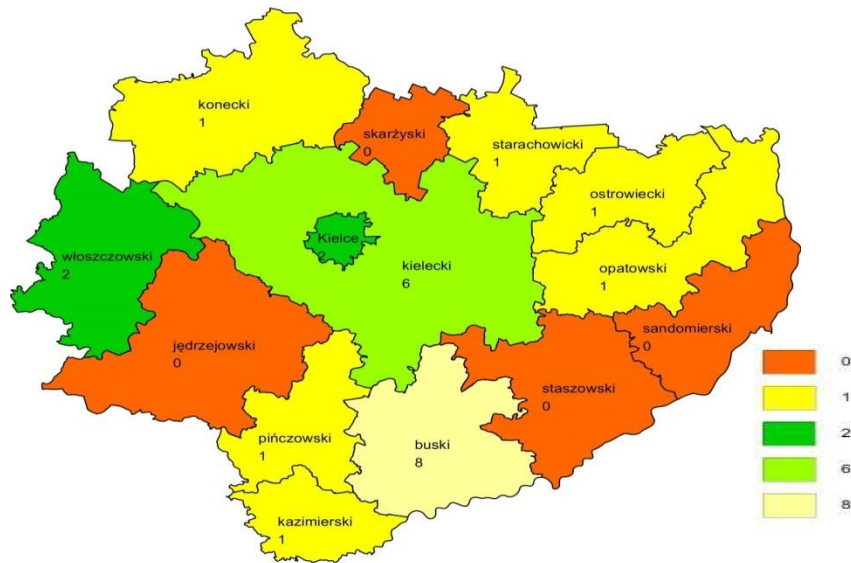 konecki
1
skarżyski
0
starachowicki
1
ostrowiecki
1
włoszczowski
2
Kielce
kielecki
6
opatowski
1
sandomierski
0
jędrzejowski
0
staszowski
0
pińczowski
1
buski
8
kazimierski
1
0
1
2
6
8